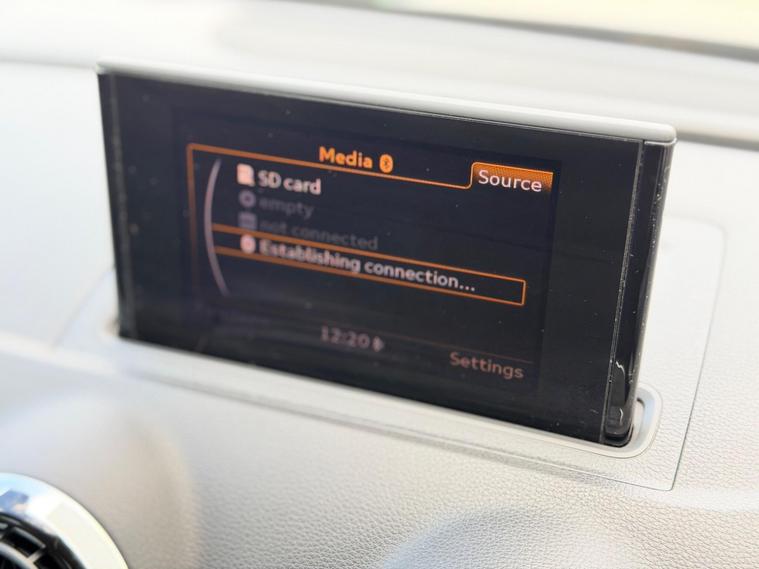 Media
Source
SD card
empty
not connected
Establishing connection...
12:20
Settings